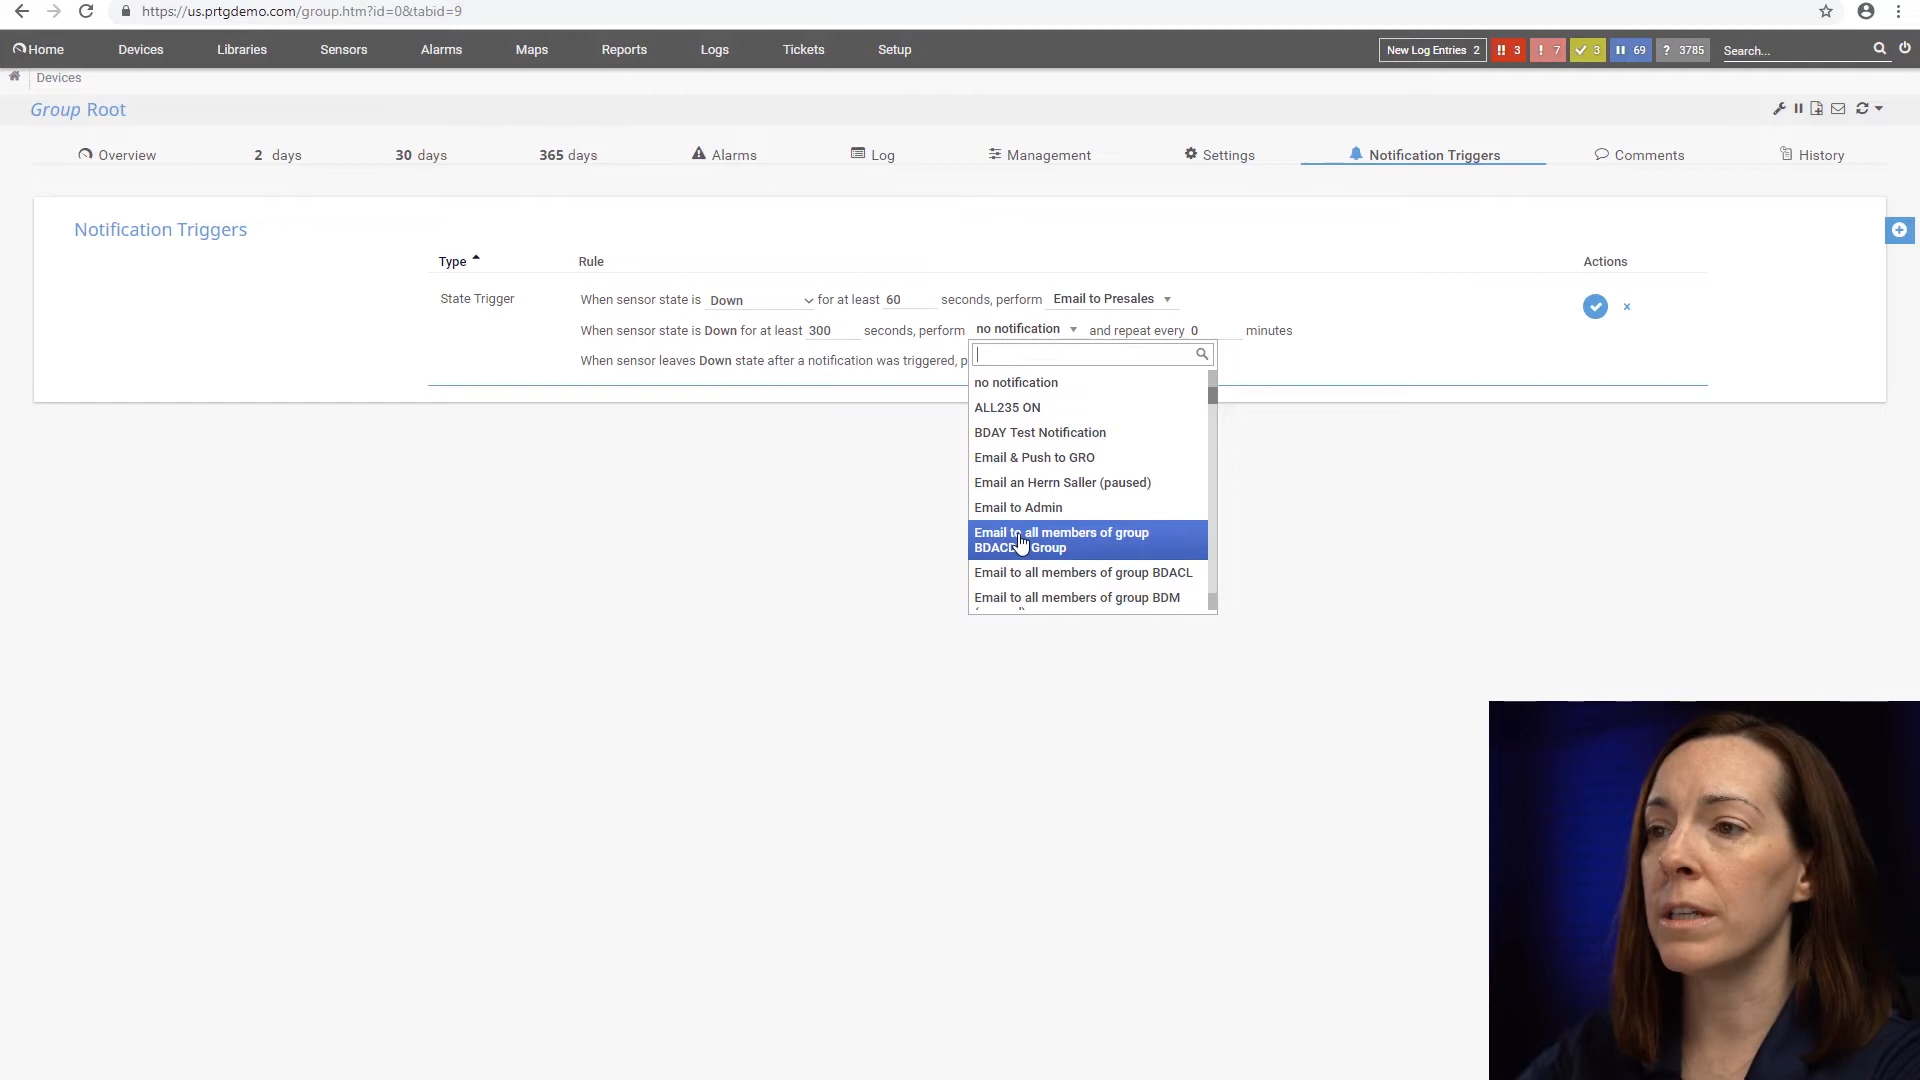 https://us.prtgdemo.com/group.htm?id=0&tabid=9
Home Devices Libraries Sensors Alarms Maps Reports Logs Tickets Setup New Log Entries 2 !! 3 ! 7 3 69 ? 3785 Search...
Devices
Group Root
Overview 2 days 30 days 365 days Alarms Log Management Settings Notification Triggers Comments History
Notification Triggers
Type Rule Actions
State Trigger When sensor state is Down for at least 60 seconds, perform Email to Presales
When sensor state is Down for at least 300 seconds, perform no notification and repeat every 0 minutes
When sensor leaves Down state after a notification was triggered, p
no notification
ALL235 ON
BDAY Test Notification
Email & Push to GRO
Email an Herrn Saller (paused)
Email to Admin
Email to all members of group
Group
Email to all members of group BDACL
Email to all members of group BDM